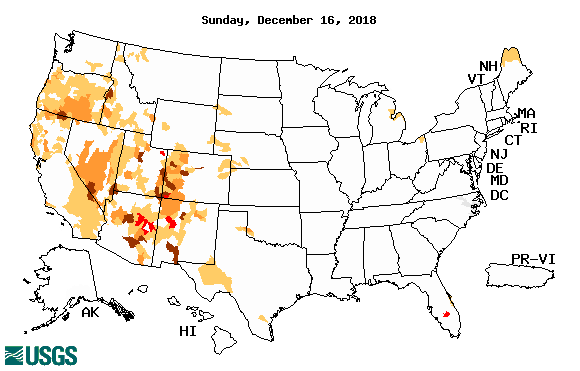 Sunday, December 16, 2018
NH
VT
MA
RI
CT
NJ
DE
MD
DC
PR-VI
AK
HI
USGS